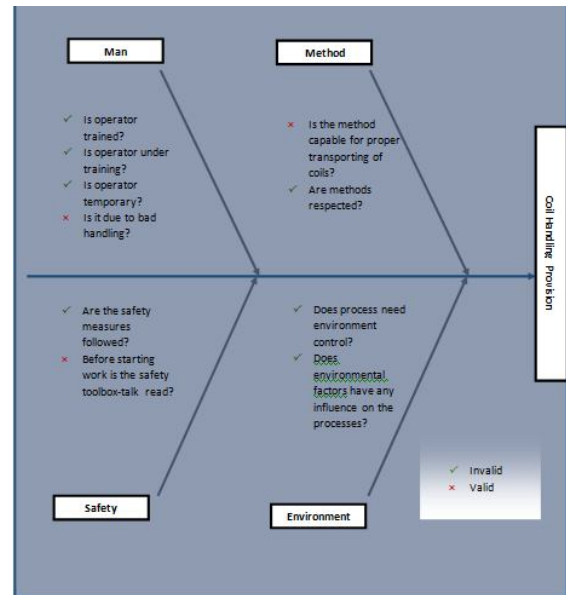 Man
Method
✓ Is operator
trained?
✓ Is operator under
training?
✓ Is operator
temporary?
× Is it due to bad
handling?
× Is the method
capable for proper
transporting of
coils?
✓ Are methods
respected?
Coil Handling Provision
✓ Are the safety
measures
followed?
× Before starting
work is the safety
toolbox-talk read?
✓ Does process need
environment
control?
✓ Does
environmental
factors have any
influence on the
processes?
✓ Invalid
× Valid
Safety
Environment